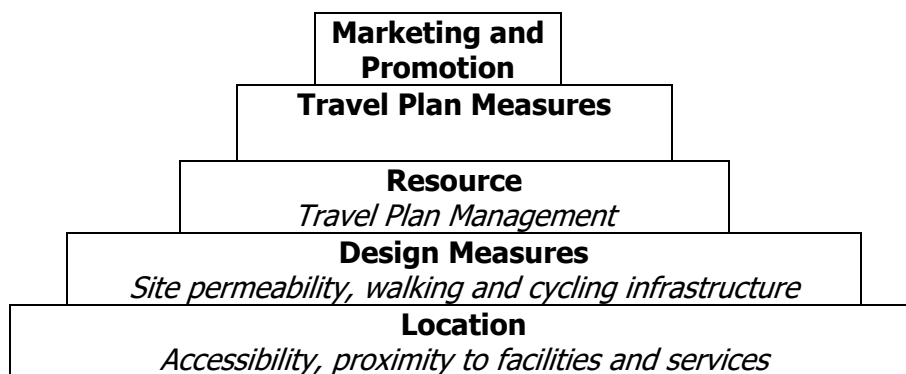 Marketing and
Promotion
Travel Plan Measures
Resource
Travel Plan Management
Design Measures
Site permeability, walking and cycling infrastructure
Location
Accessibility, proximity to facilities and services